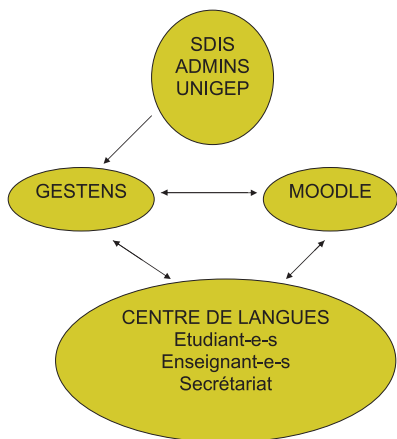 SDIS
ADMINS
UNIGEP
GESTENS
MOODLE
CENTRE DE LANGUES
Etudiant-e-s
Enseignant-e-s
Secrétariat